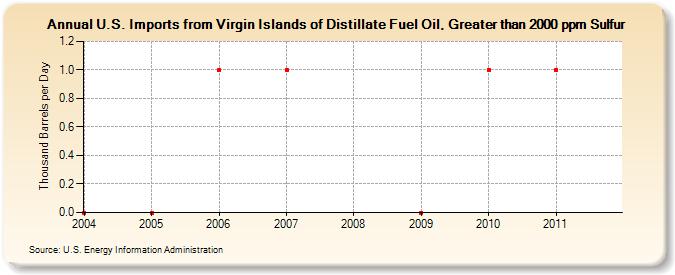 Annual U.S. Imports from Virgin Islands of Distillate Fuel Oil, Greater than 2000 ppm Sulfur
Thousand Barrels per Day
1.2
1.0
0.8
0.6
0.4
0.2
0.0
2004 2005 2006 2007 2008 2009 2010 2011
Source: U.S. Energy Information Administration